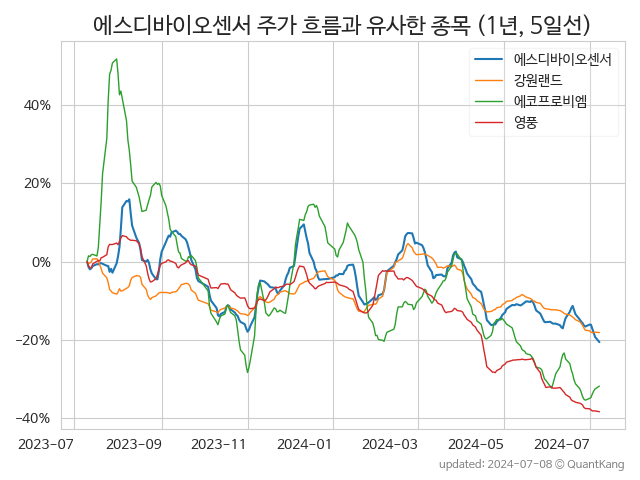 에스디바이오센서 주가 흐름과 유사한 종목 (1년, 5일선)
에스디바이오센서
강원랜드
에코프로비엠
영풍
40%
20%
0%
−20%
−40%
2023-07 2023-09 2023-11 2024-01 2024-03 2024-05 2024-07
updated: 2024-07-08 © QuantKang